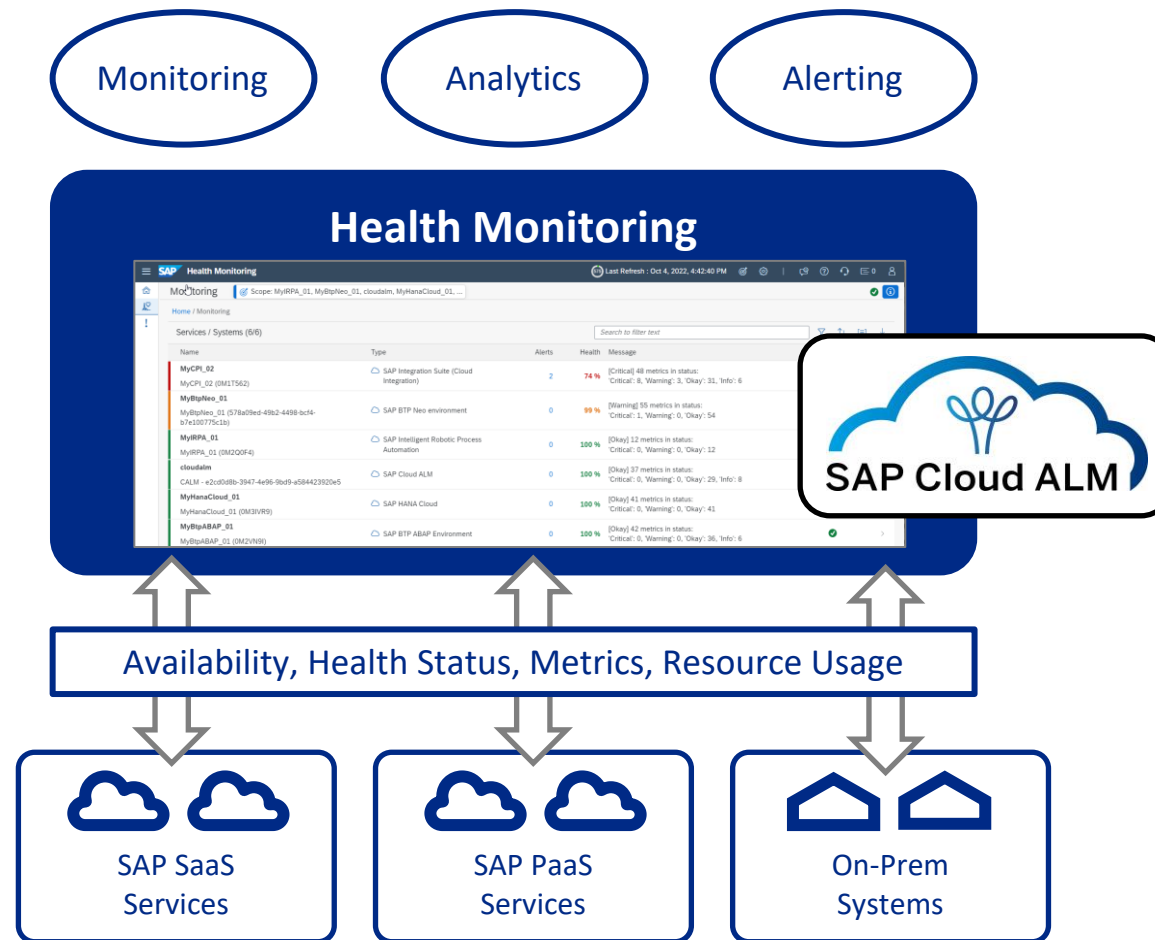 Monitoring
Analytics
Alerting
Health Monitoring
SAP Health Monitoring
Last Refresh : Oct 4, 2022, 4:42:40 PM
0
Monitoring
Scope: MyIRPA_01, MyBtpNeo_01, cloudalm, MyHanaCloud_01, ...
Home / Monitoring
Services / Systems (6/6)
Search to filter text
Name Type Alerts Health Message
MyCPI_02
MyCPI_02 (0M1T562)
SAP Integration Suite (Cloud
Integration)
2
74 %
[Critical] 48 metrics in status:
'Critical': 8, 'Warning': 3, 'Okay': 31, 'Info': 6
MyBtpNeo_01
MyBtpNeo_01 (578a09ed-49b2-4498-bcf4-
b7e100775c1b)
SAP BTP Neo environment
0
99 %
[Warning] 55 metrics in status:
'Critical': 1, 'Warning': 0, 'Okay': 54
MyIRPA_01
MyIRPA_01 (0M2Q0F4)
SAP Intelligent Robotic Process
Automation
0
100 %
[Okay] 12 metrics in status:
'Critical': 0, 'Warning': 0, 'Okay': 12
cloudalm
CALM - e2cd0d8b-3947-4e96-9bd9-a584423920e5
SAP Cloud ALM
0
100 %
[Okay] 37 metrics in status:
'Critical': 0, 'Warning': 0, 'Okay': 29, 'Info': 8
MyHanaCloud_01
MyHanaCloud_01 (0M3IVR9)
SAP HANA Cloud
0
100 %
[Okay] 41 metrics in status:
'Critical': 0, 'Warning': 0, 'Okay': 41
MyBtpABAP_01
MyBtpABAP_01 (0M2VN9I)
SAP BTP ABAP Environment
0
100 %
[Okay] 42 metrics in status:
'Critical': 0, 'Warning': 0, 'Okay': 36, 'Info': 6
SAP Cloud ALM
Availability, Health Status, Metrics, Resource Usage
SAP SaaS
Services
SAP PaaS
Services
On-Prem
Systems